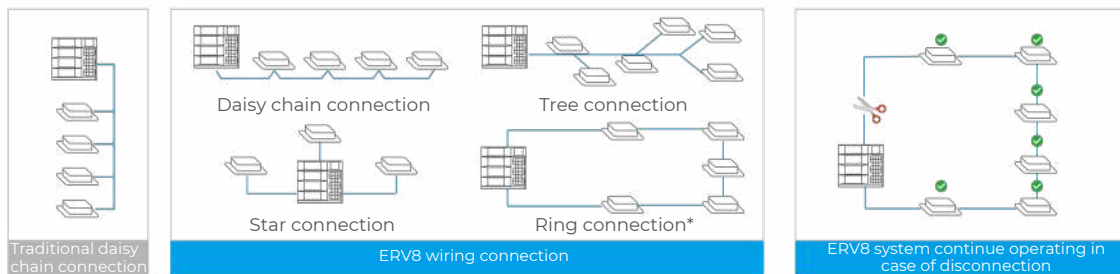 Daisy chain connection
Tree connection
Star connection
Ring connection*
Traditional daisy
chain connection
ERV8 wiring connection
ERV8 system continue operating in
case of disconnection